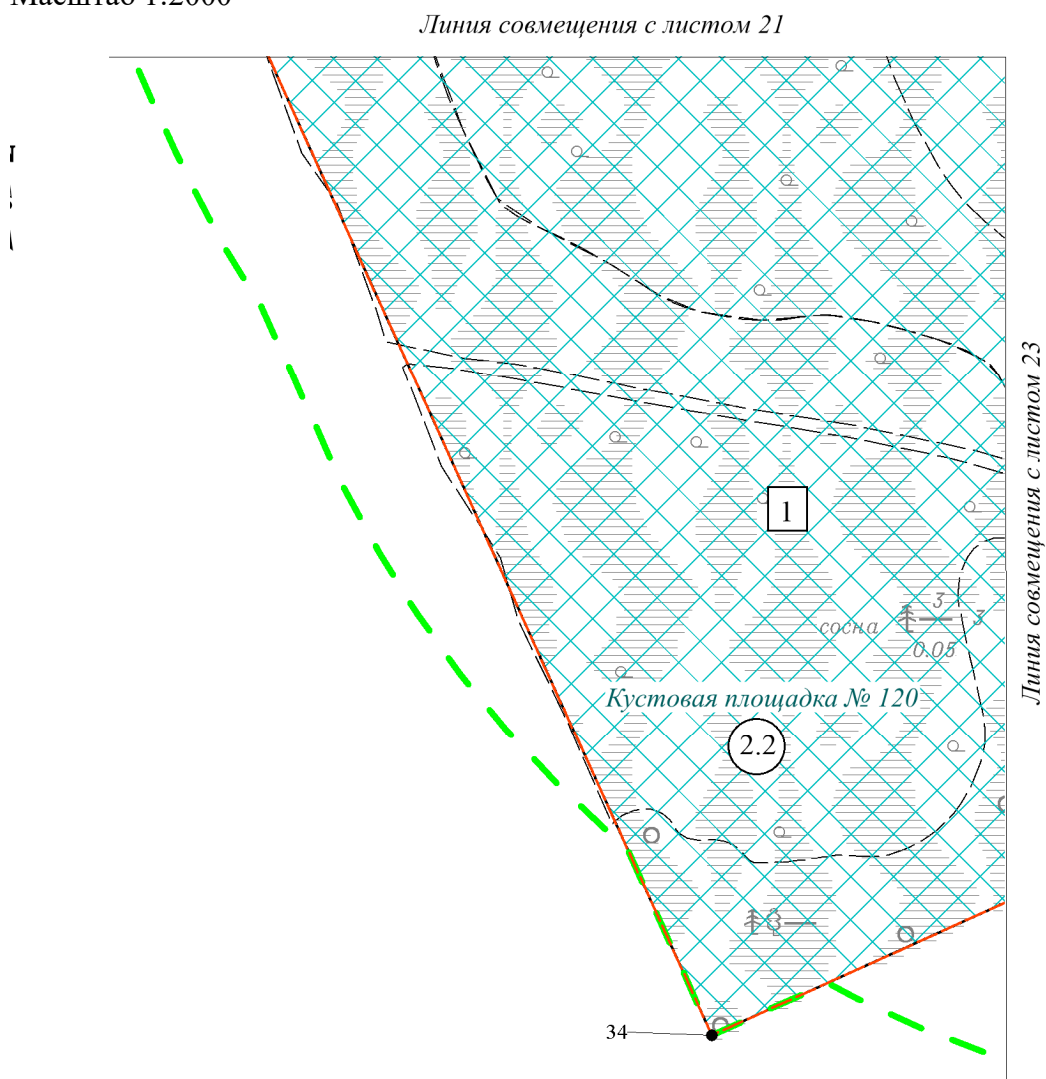 Масштаб 1:2000
Линия совмещения с листом 21
Линия совмещения с листом 23
1
сосна 3 3
0.05
Кустовая площадка № 120
2.2
34